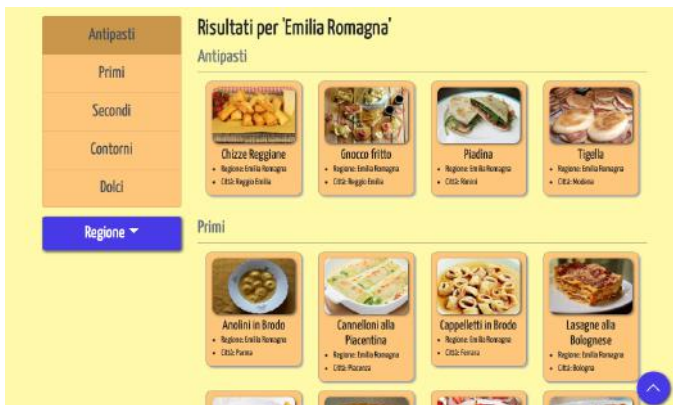 Antipasti
Primi
Secondi
Contorni
Dolci
Regione
Risultati per 'Emilia Romagna'
Antipasti
Chizze Reggiane
Regione: Emilia Romagna
Città: Reggio Emilia
Gnocco fritto
Regione: Emilia Romagna
Città: Reggio Emilia
Piadina
Regione: Emilia Romagna
Città: Rimini
Tigella
Regione: Emilia Romagna
Città: Modena
Primi
Anolini in Brodo
Regione: Emilia Romagna
Città: Parma
Cannelloni alla
Piacentina
Regione: Emilia Romagna
Città: Piacenza
Cappelletti in Brodo
Regione: Emilia Romagna
Città: Ferrara
Lasagne alla
Bolognese
Regione: Emilia Romagna
Città: Bologna